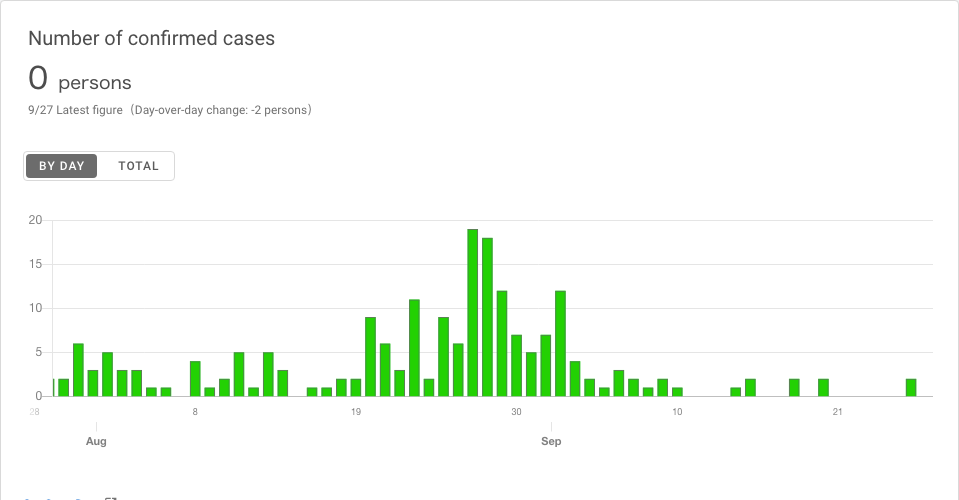 Number of confirmed cases
0 persons
9/27 Latest figure（Day-over-day change: -2 persons）
BY DAY TOTAL
20
15
10
5
0
28 8 19 30 10 21
Aug Sep